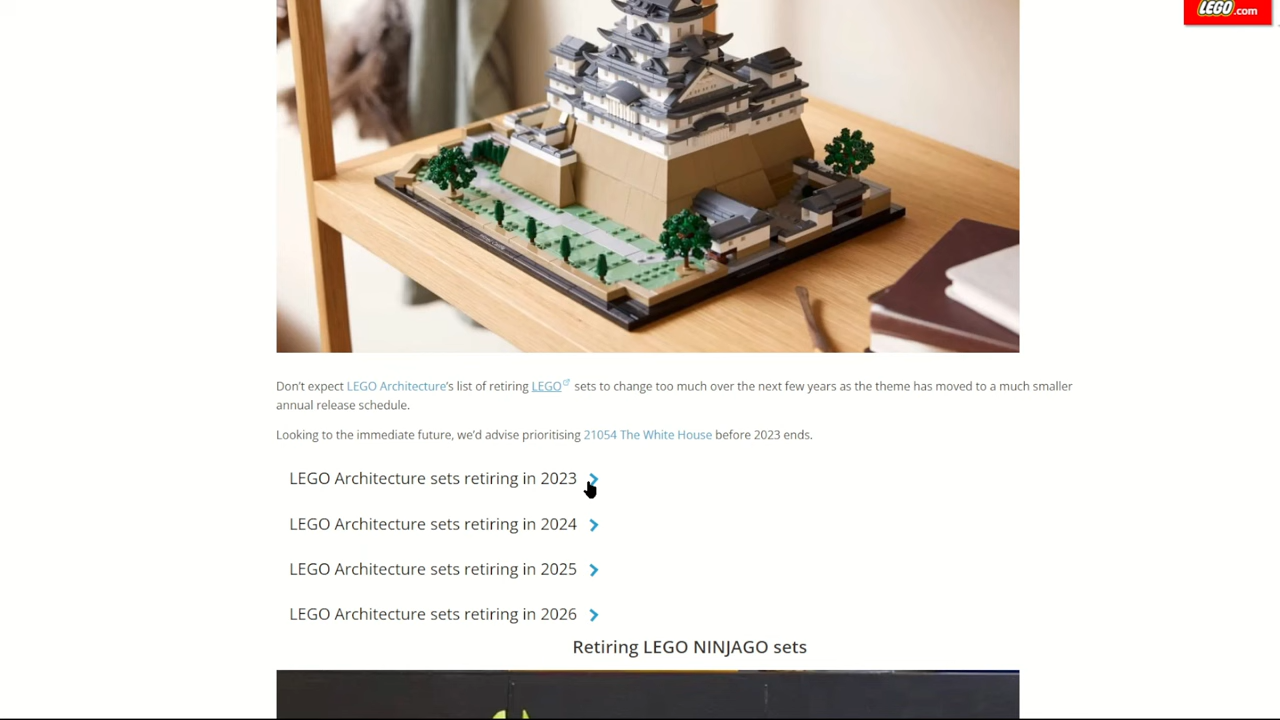 LEGO.com
Don't expect LEGO Architecture's list of retiring LEGO sets to change too much over the next few years as the theme has moved to a much smaller
annual release schedule.
Looking to the immediate future, we'd advise prioritising 21054 The White House before 2023 ends.
LEGO Architecture sets retiring in 2023
LEGO Architecture sets retiring in 2024
LEGO Architecture sets retiring in 2025
LEGO Architecture sets retiring in 2026
Retiring LEGO NINJAGO sets